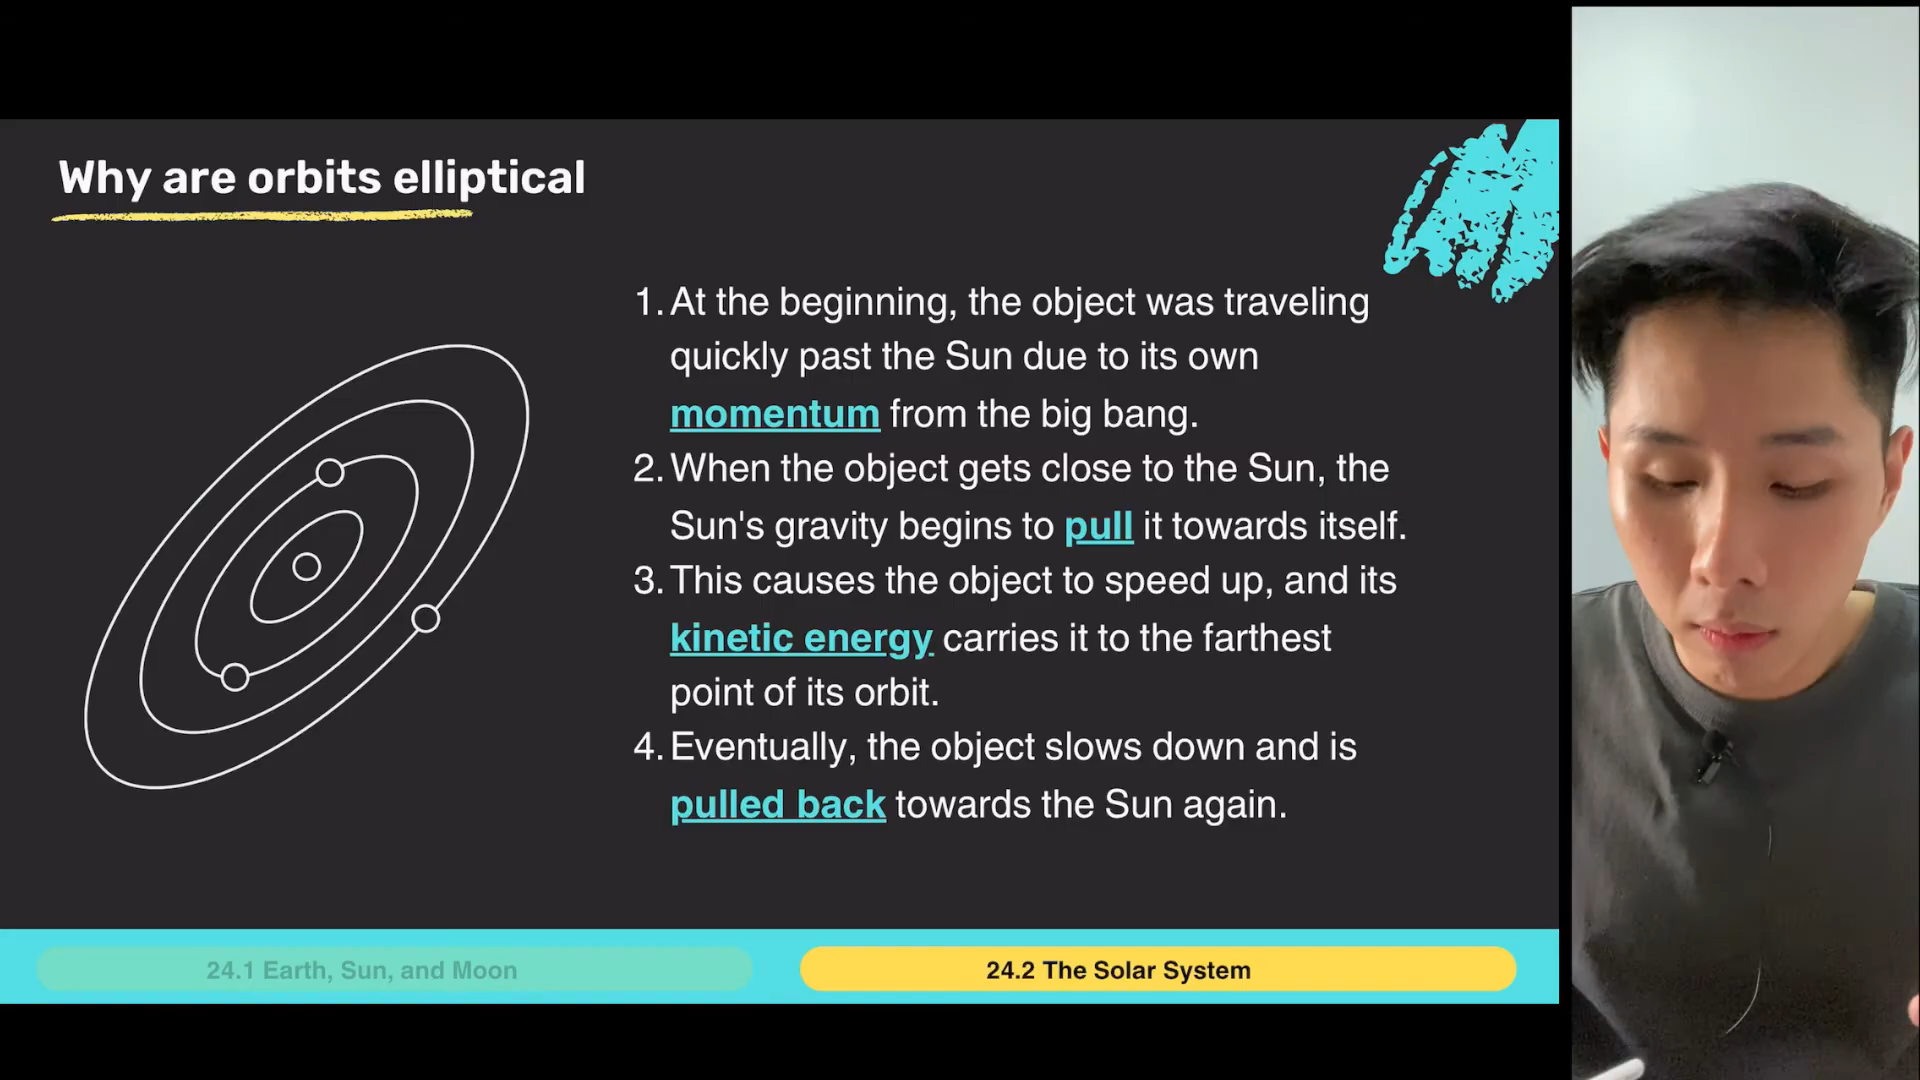 Why are orbits elliptical
1. At the beginning, the object was traveling
quickly past the Sun due to its own
momentum from the big bang.
2. When the object gets close to the Sun, the
Sun's gravity begins to pull it towards itself.
3. This causes the object to speed up, and its
kinetic energy carries it to the farthest
point of its orbit.
4. Eventually, the object slows down and is
pulled back towards the Sun again.
24.1 Earth, Sun, and Moon
24.2 The Solar System